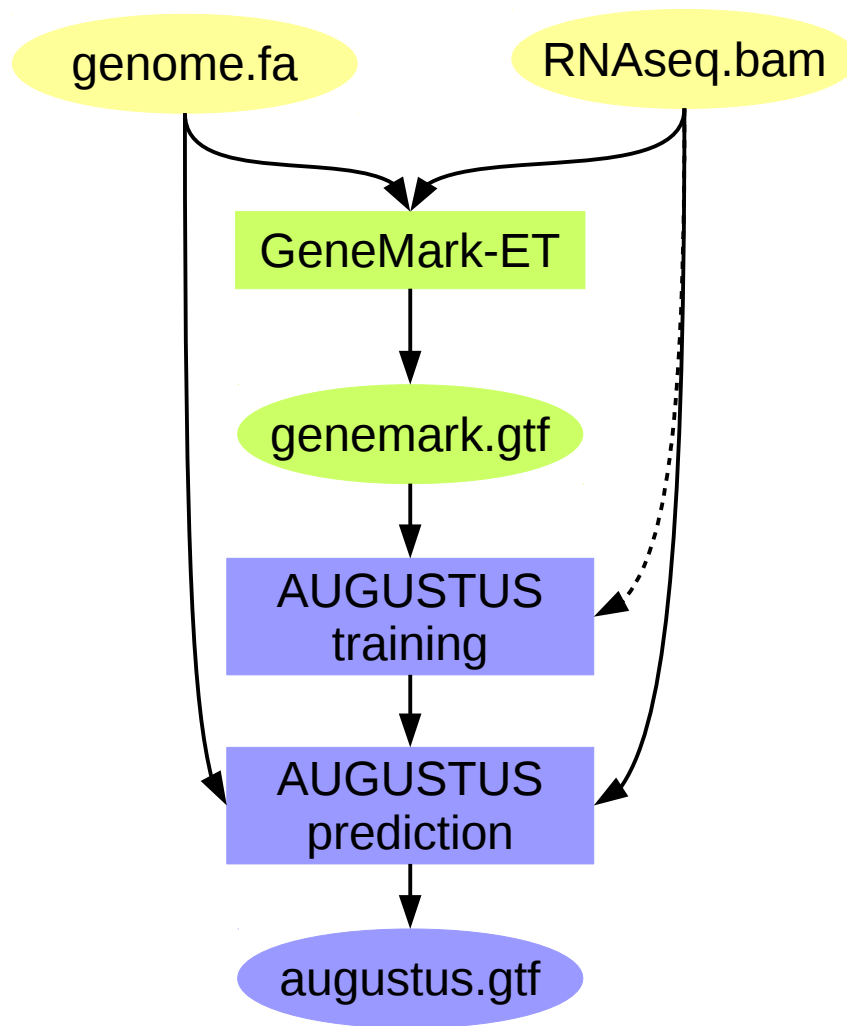 genome.fa
RNAseq.bam
GeneMark-ET
genemark.gtf
AUGUSTUS
training
AUGUSTUS
prediction
augustus.gtf